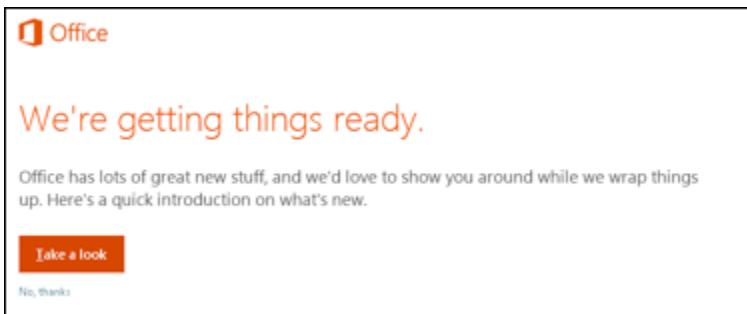 Office
We're getting things ready.
Office has lots of great new stuff, and we'd love to show you around while we wrap things
up. Here's a quick introduction on what's new.
Take a look
No, thanks